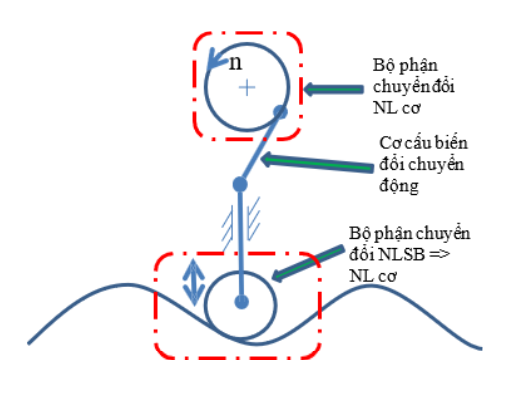 n
Bộ phận
chuyển đổi
NL cơ
Cơ cấu biến
đổi chuyển
động
Bộ phận chuyển
đổi NLSB =>
NL cơ